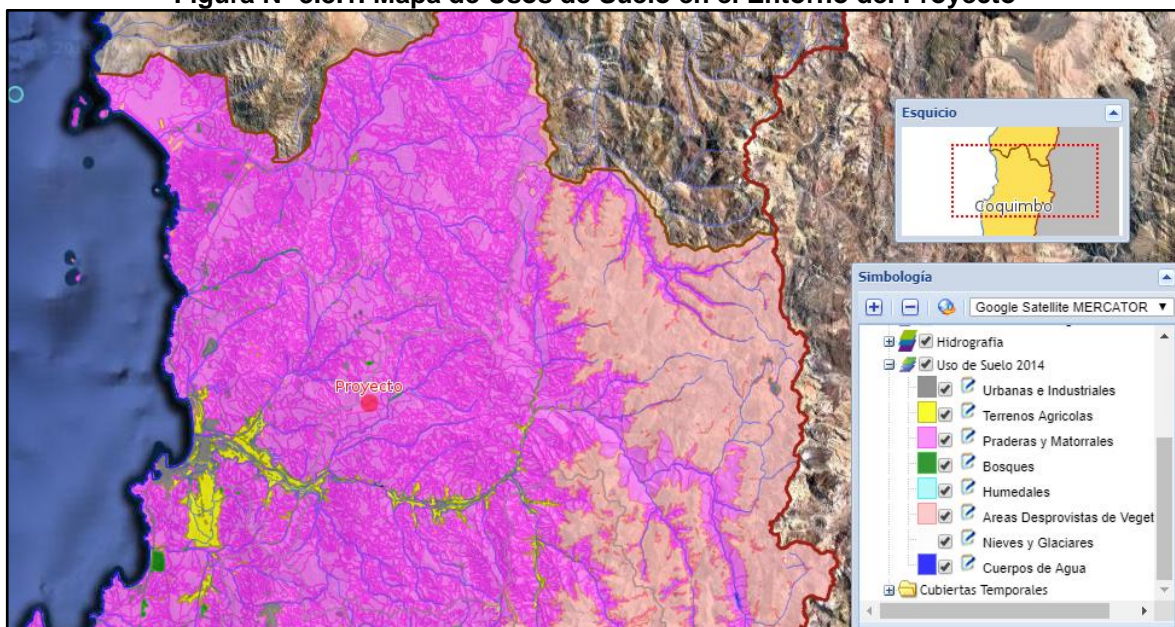 Proyecto
Esquicio
Coquimbo
Simbología
Google Satellite MERCATOR
Hidrografía
Uso de Suelo 2014
Urbanas e Industriales
Terrenos Agricolas
Praderas y Matorrales
Bosques
Humedales
Areas Desprovistas de Veget
Nieves y Glaciares
Cuerpos de Agua
Cubiertas Temporales